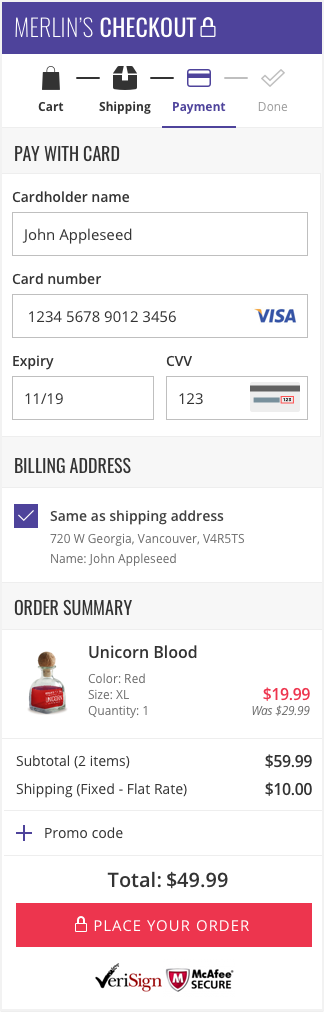 MERLIN'S CHECKOUT
Cart Shipping Payment Done
PAY WITH CARD
Cardholder name
John Appleseed
Card number
1234 5678 9012 3456 VISA
Expiry CVV
11/19 123 123
BILLING ADDRESS
Same as shipping address
720 W Georgia, Vancouver, V4R5TS
Name: John Appleseed
ORDER SUMMARY
Unicorn Blood
Color: Red
Size: XL $19.99
Quantity: 1 Was $29.99
Subtotal (2 items) $59.99
Shipping (Fixed - Flat Rate) $10.00
Promo code
Total: $49.99
PLACE YOUR ORDER
VeriSign McAfee
SECURE